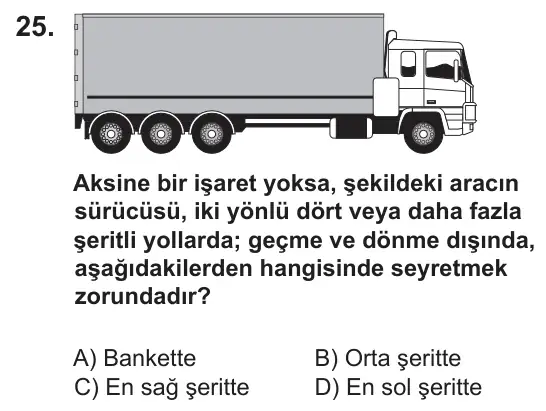 25.
Aksine bir işaret yoksa, şekildeki aracın
sürücüsü, iki yönlü dört veya daha fazla
şeritli yollarda; geçme ve dönme dışında,
aşağıdakilerden hangisinde seyretmek
zorundadır?
A) Bankette B) Orta şeritte
C) En sağ şeritte D) En sol şeritte